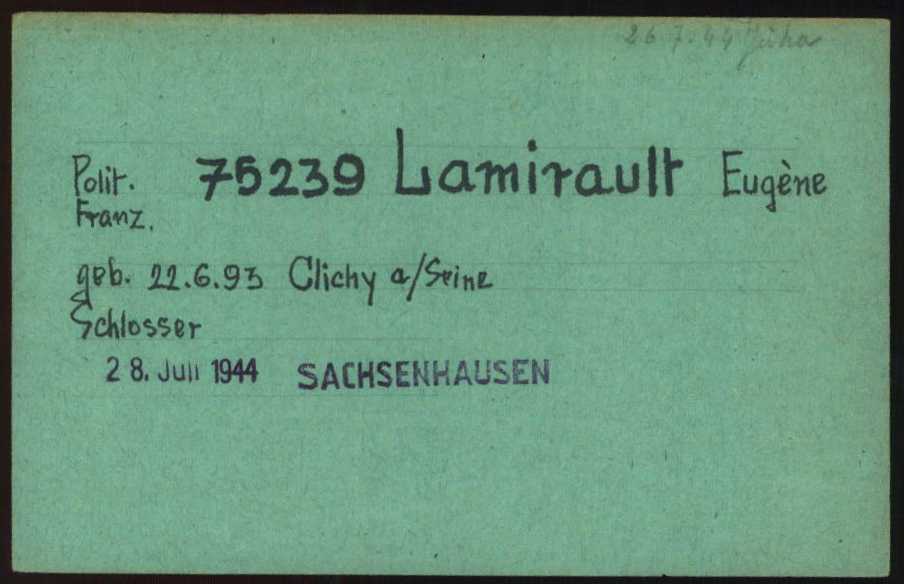 26.7.44 Juha
Polit. 75239 Lamirault Eugène
Franz.
geb. 22.6.93 Clichy a/Seine
Schlosser
28. Juli 1944 SACHSENHAUSEN